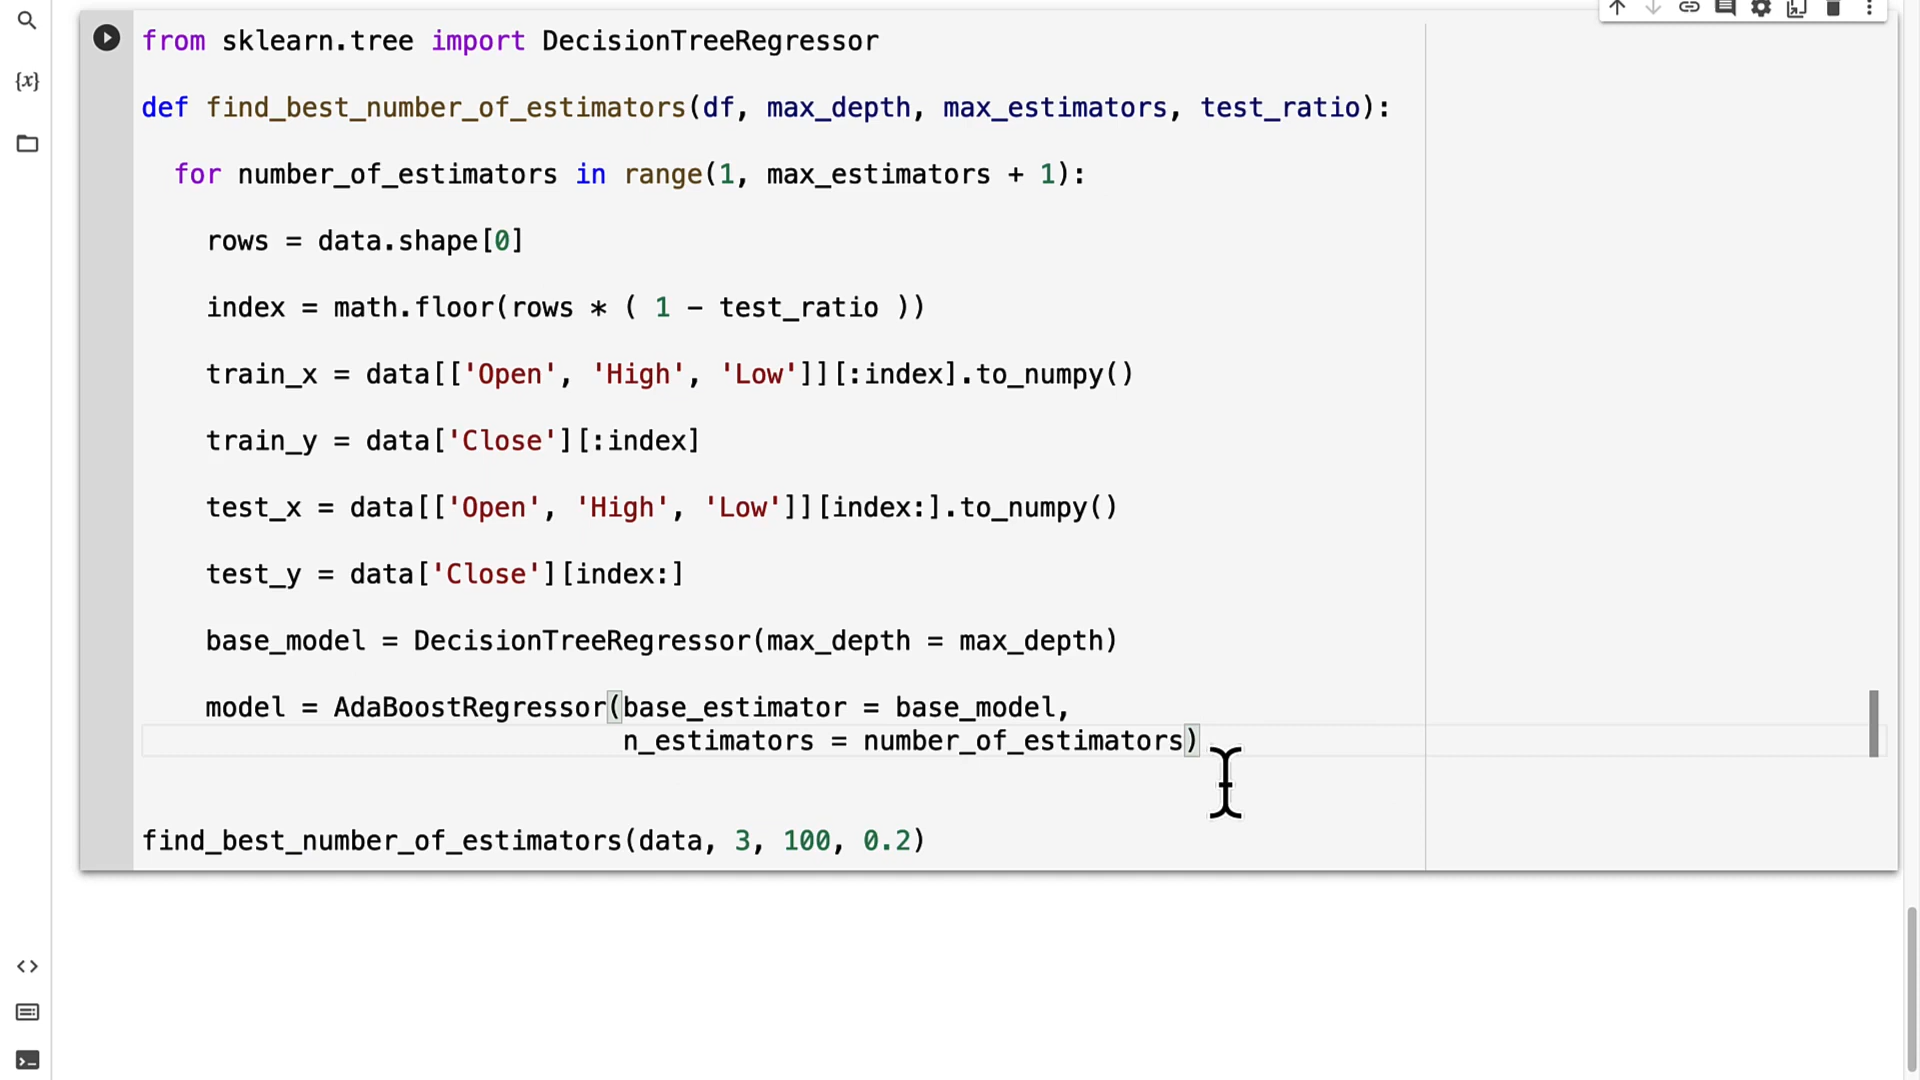 {x}
from sklearn.tree import DecisionTreeRegressor
def find_best_number_of_estimators(df, max_depth, max_estimators, test_ratio):
for number_of_estimators in range(1, max_estimators + 1):
rows = data.shape[0]
index = math.floor(rows * ( 1 - test_ratio ))
train_x = data[['Open', 'High', 'Low']][:index].to_numpy()
train_y = data['Close'][:index]
test_x = data[['Open', 'High', 'Low']][index:].to_numpy()
test_y = data['Close'][index:]
base_model = DecisionTreeRegressor(max_depth = max_depth)
model = AdaBoostRegressor(base_estimator = base_model,
n_estimators = number_of_estimators)
find_best_number_of_estimators(data, 3, 100, 0.2)